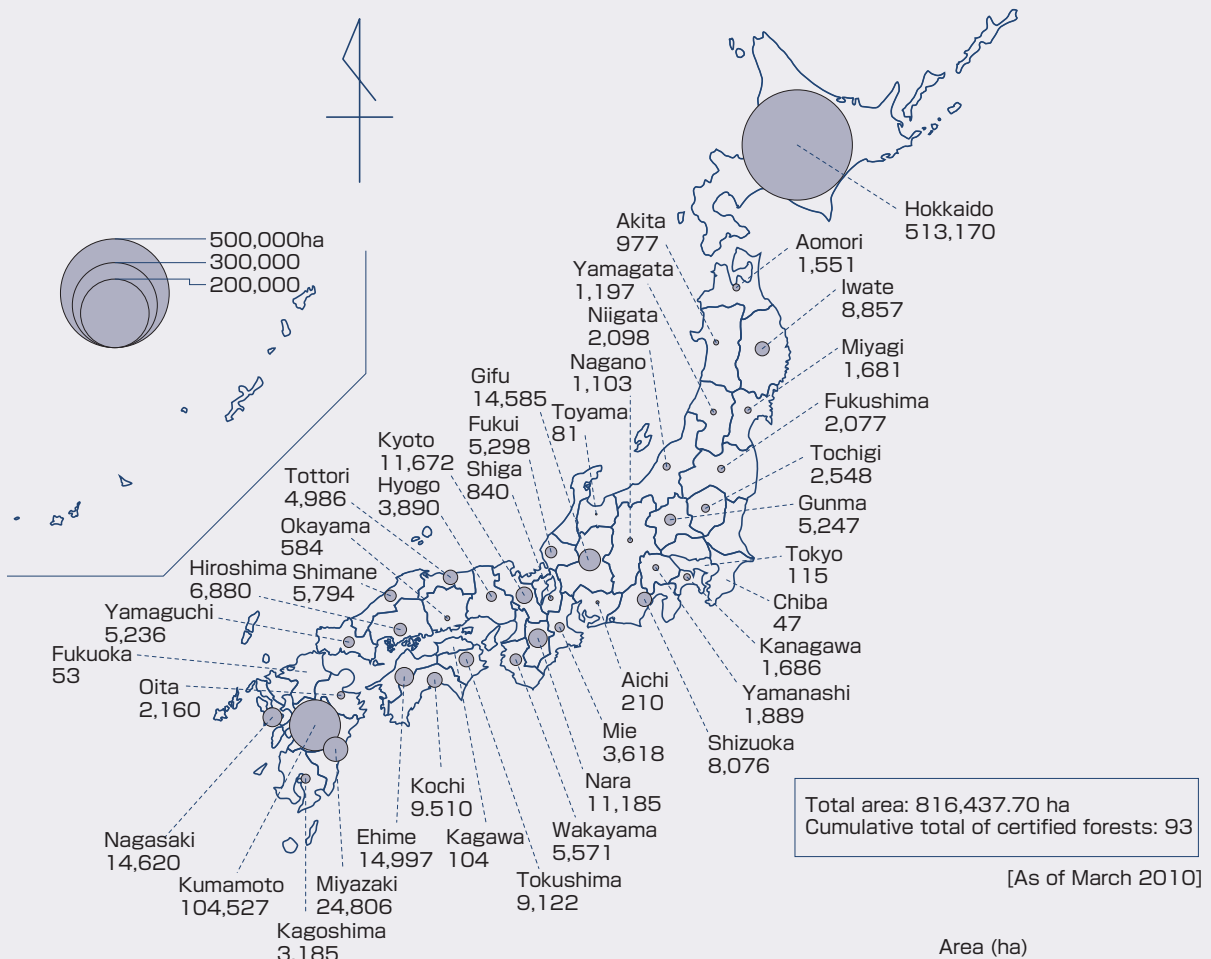 500,000ha
300,000
200,000
Hokkaido
513,170
Akita
977
Aomori
1,551
Yamagata
1,197
Iwate
8,857
Niigata
2,098
Miyagi
1,681
Nagano
1,103
Gifu
14,585
Fukushima
2,077
Toyama
81
Fukui
5,298
Kyoto
11,672
Tochigi
2,548
Shiga
840
Tottori
4,986
Hyogo
3,890
Gunma
5,247
Okayama
584
Tokyo
115
Hiroshima
6,880
Shimane
5,794
Chiba
47
Yamaguchi
5,236
Kanagawa
1,686
Fukuoka
53
Aichi
210
Oita
2,160
Yamanashi
1,889
Mie
3,618
Shizuoka
8,076
Nara
11,185
Kochi
9.510
Wakayama
5,571
Nagasaki
14,620
Ehime
14,997
Kagawa
104
Tokushima
9,122
Kumamoto
104,527
Miyazaki
24,806
Kagoshima
3,185
Total area: 816,437.70 ha
Cumulative total of certified forests: 93
[As of March 2010]
Area (ha)